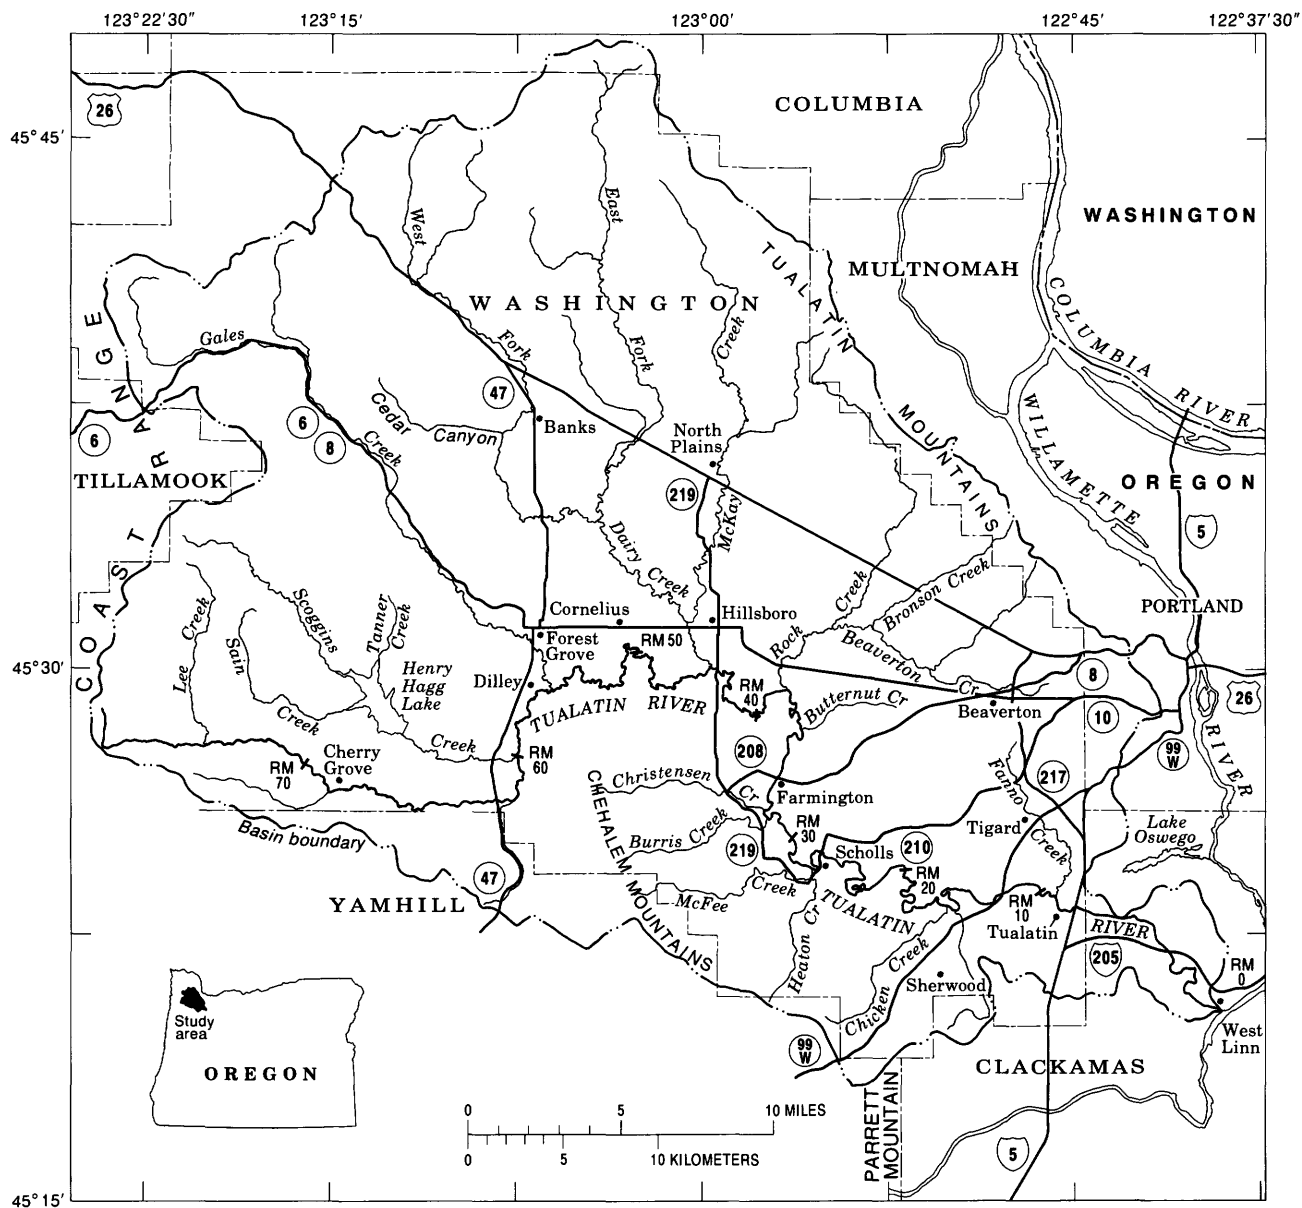 123°22'30"
123°15'
123°00'
122°45'
122°37'30"
45°45'
45°30'
45°15'
26
COLUMBIA
WASHINGTON
MULTNOMAH
TUALATIN
MOUNTAINS
COLUMBIA RIVER
WILLAMETTE
RIVER
OREGON
5
PORTLAND
WASHINGTON
West
Fork
East
Fork
Creek
McKay
Gales
Creek
COAST RANGE
6
6
8
47
TILLAMOOK
Cedar
Canyon
Banks
North
Plains
219
Dairy Creek
Rock
Creek
Bronson Creek
Beaverton
Cr
Butternut Cr
Cornelius
Hillsboro
Forest
Grove
RM 50
Dilley
TUALATIN RIVER
RM
40
RM
60
Lee
Creek
Sain
Creek
Scoggins
Creek
Tanner
Creek
Henry
Hagg
Lake
RM
70
Cherry
Grove
Basin boundary
YAMHILL
47
CHEHALEM MOUNTAINS
Christensen
Cr
Burris Creek
McFee
Creek
208
219
Farmington
RM
30
Scholls
210
RM
20
TUALATIN
RIVER
Heaton Cr
Chicken
Creek
Sherwood
RM
10
Tualatin
Tigard
Fanno
Creek
217
Beaverton
8
10
26
99
W
Lake
Oswego
205
RM
0
West
Linn
CLACKAMAS
99
W
PARRETT
MOUNTAIN
5
Study
area
OREGON
0 5 10 MILES
0 5 10 KILOMETERS